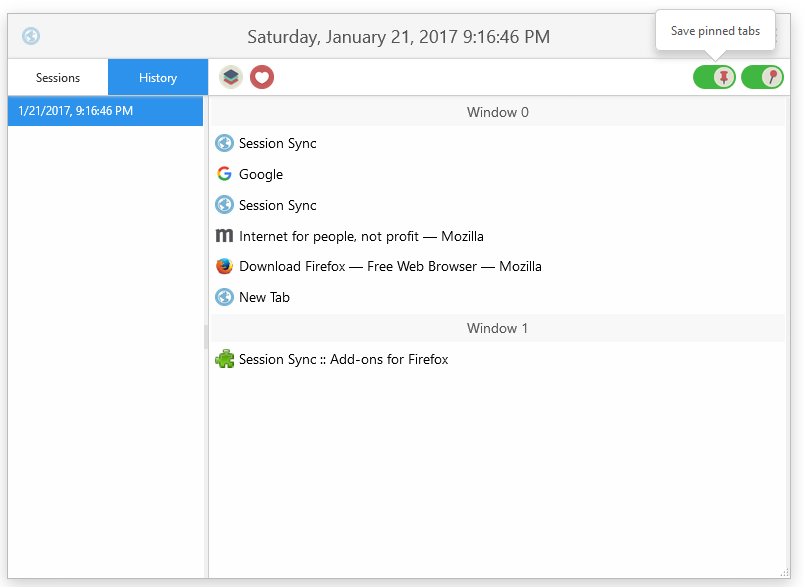 Saturday, January 21, 2017 9:16:46 PM
Save pinned tabs
Sessions
History
1/21/2017, 9:16:46 PM
Window 0
Session Sync
Google
Session Sync
Internet for people, not profit — Mozilla
Download Firefox — Free Web Browser — Mozilla
New Tab
Window 1
Session Sync :: Add-ons for Firefox